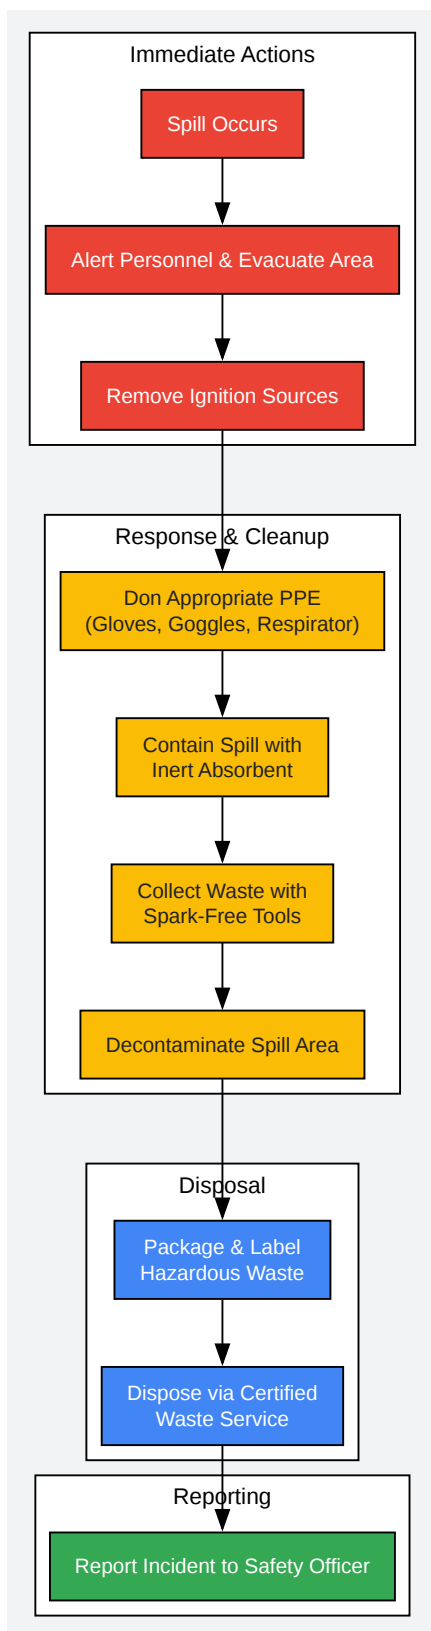 Immediate Actions
Spill Occurs
Alert Personnel & Evacuate Area
Remove Ignition Sources
Response & Cleanup
Don Appropriate PPE
(Gloves, Goggles, Respirator)
Contain Spill with
Inert Absorbent
Collect Waste with
Spark-Free Tools
Decontaminate Spill Area
Disposal
Package & Label
Hazardous Waste
Dispose via Certified
Waste Service
Reporting
Report Incident to Safety Officer